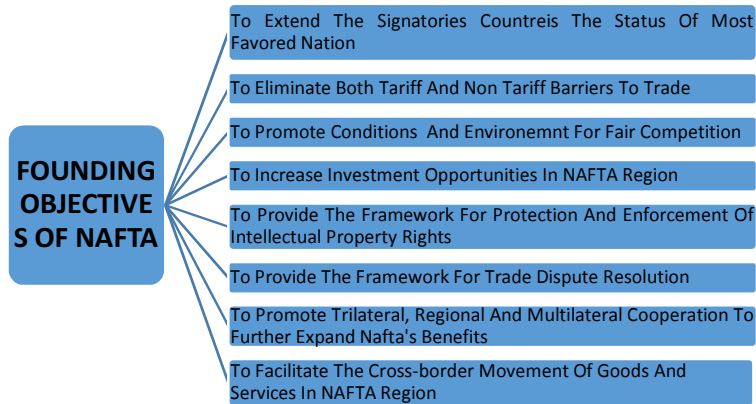 FOUNDING
OBJECTIVE
S OF NAFTA
To Extend The Signatories Countreis The Status Of Most
Favored Nation
To Eliminate Both Tariff And Non Tariff Barriers To Trade
To Promote Conditions And Environemnt For Fair Competition
To Increase Investment Opportunities In NAFTA Region
To Provide The Framework For Protection And Enforcement Of
Intellectual Property Rights
To Provide The Framework For Trade Dispute Resolution
To Promote Trilateral, Regional And Multilateral Cooperation To
Further Expand Nafta's Benefits
To Facilitate The Cross-border Movement Of Goods And
Services In NAFTA Region